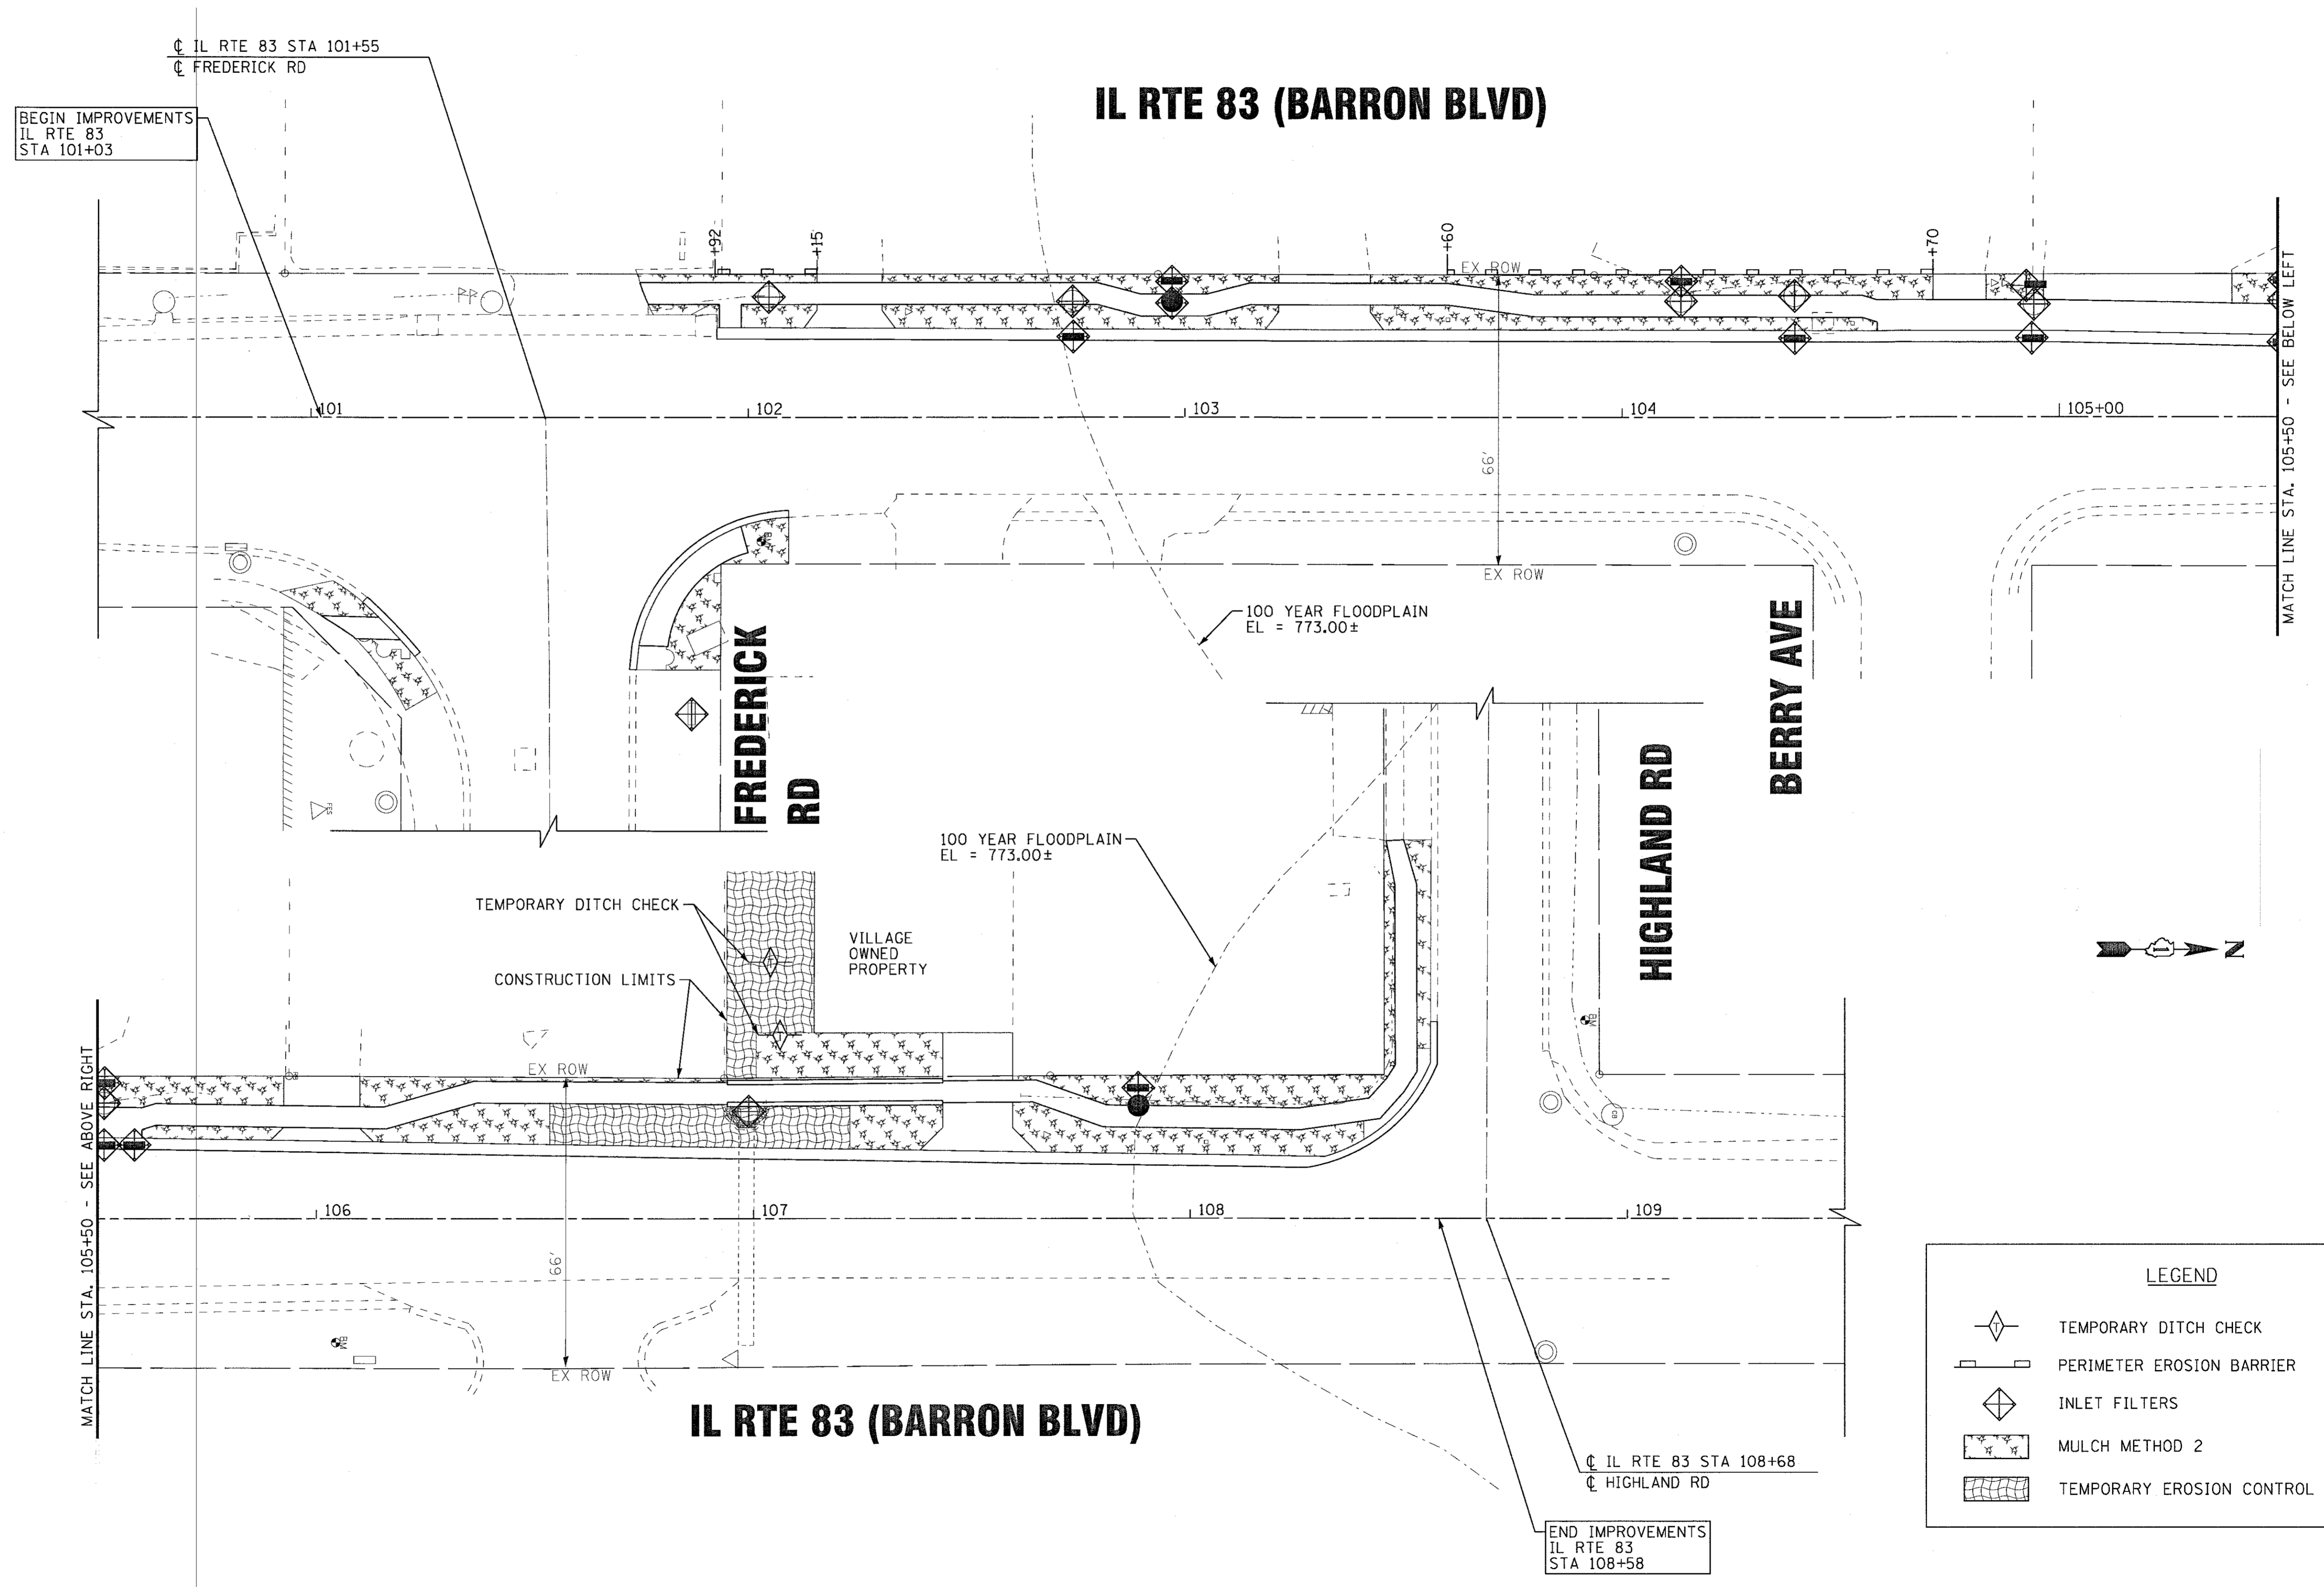 ℄ IL RTE 83 STA 101+55
℄ FREDERICK RD
BEGIN IMPROVEMENTS
IL RTE 83
STA 101+03
IL RTE 83 (BARRON BLVD)
+92
+15
+60
+70
EX ROW
101
102
103
104
105+00
66'
MATCH LINE STA. 105+50 - SEE BELOW LEFT
BM
EX ROW
100 YEAR FLOODPLAIN
EL = 773.00±
FREDERICK
RD
BERRY AVE
FES
HIGHLAND RD
100 YEAR FLOODPLAIN
EL = 773.00±
TEMPORARY DITCH CHECK
VILLAGE
OWNED
PROPERTY
CONSTRUCTION LIMITS
T
T
N
BM
EX ROW
CB
MATCH LINE STA. 105+50 - SEE ABOVE RIGHT
106
107
108
109
66'
BM
EX ROW
IL RTE 83 (BARRON BLVD)
℄ IL RTE 83 STA 108+68
℄ HIGHLAND RD
END IMPROVEMENTS
IL RTE 83
STA 108+58
LEGEND
T TEMPORARY DITCH CHECK
PERIMETER EROSION BARRIER
INLET FILTERS
MULCH METHOD 2
TEMPORARY EROSION CONTROL